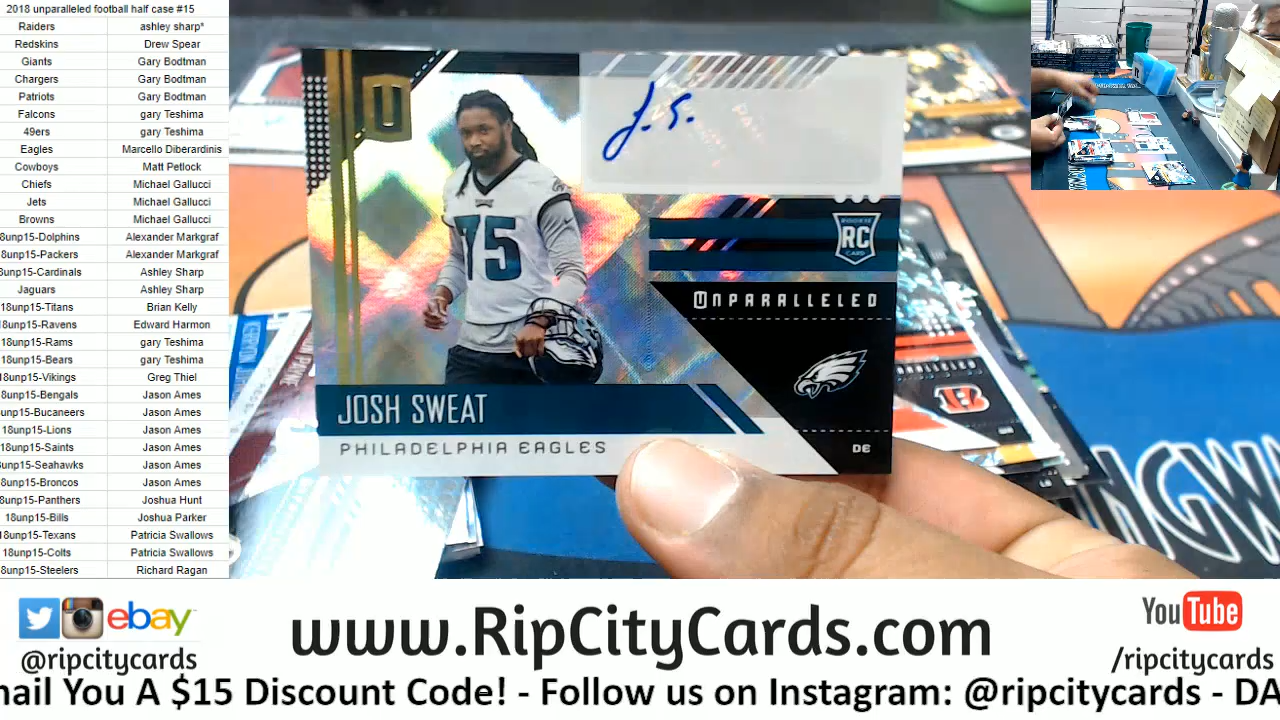 2018 unparalleled football half case #15
Raiders ashley sharp*
Redskins Drew Spear
Giants Gary Bodtman
Chargers Gary Bodtman
Patriots Gary Bodtman
Falcons gary Teshima
49ers gary Teshima
Eagles Marcello Diberardinis
Cowboys Matt Petlock
Chiefs Michael Gallucci
Jets Michael Gallucci
Browns Michael Gallucci
8unp15-Dolphins Alexander Markgraf
8unp15-Packers Alexander Markgraf
8unp15-Cardinals Ashley Sharp
Jaguars Ashley Sharp
18unp15-Titans Brian Kelly
8unp15-Ravens Edward Harmon
18unp15-Rams gary Teshima
18unp15-Bears gary Teshima
8unp15-Vikings Greg Thiel
8unp15-Bengals Jason Ames
unp15-Bucaneers Jason Ames
18unp15-Lions Jason Ames
18unp15-Saints Jason Ames
unp15-Seahawks Jason Ames
8unp15-Broncos Jason Ames
8unp15-Panthers Joshua Hunt
18unp15-Bills Joshua Parker
18unp15-Texans Patricia Swallows
18unp15-Colts Patricia Swallows
8unp15-Steelers Richard Ragan
U
J. S.
75
ROOKIE
RC
CARD
UNPARALLELED
JOSH SWEAT
PHILADELPHIA EAGLES
DE
B
NGW
ebay
@ripcitycards
www.RipCityCards.com
YouTube
/ripcitycards
mail You A $15 Discount Code! - Follow us on Instagram: @ripcitycards - DA